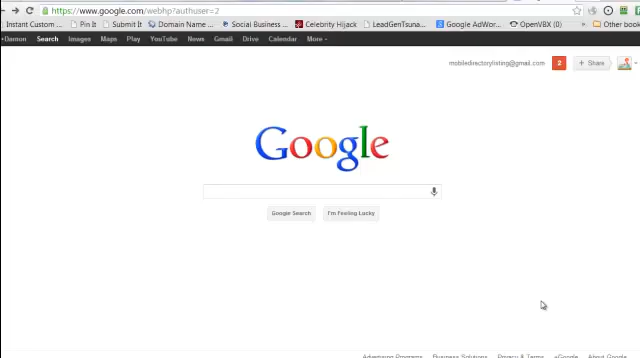 https://www.google.com/webhp?authuser=2
Instant Custom ... Pin It Submit It Domain Name ... Social Business ... Celebrity Hijack LeadGenTsuna... Google AdWor... OpenVBX (0) Other book
+Damon Search Images Maps Play YouTube News Gmail Drive Calendar More
mobiledirectorylisting@gmail.com 2 + Share
Google
Google Search I'm Feeling Lucky
Advertising Programs Business Solutions Privacy & Terms +Google About Google